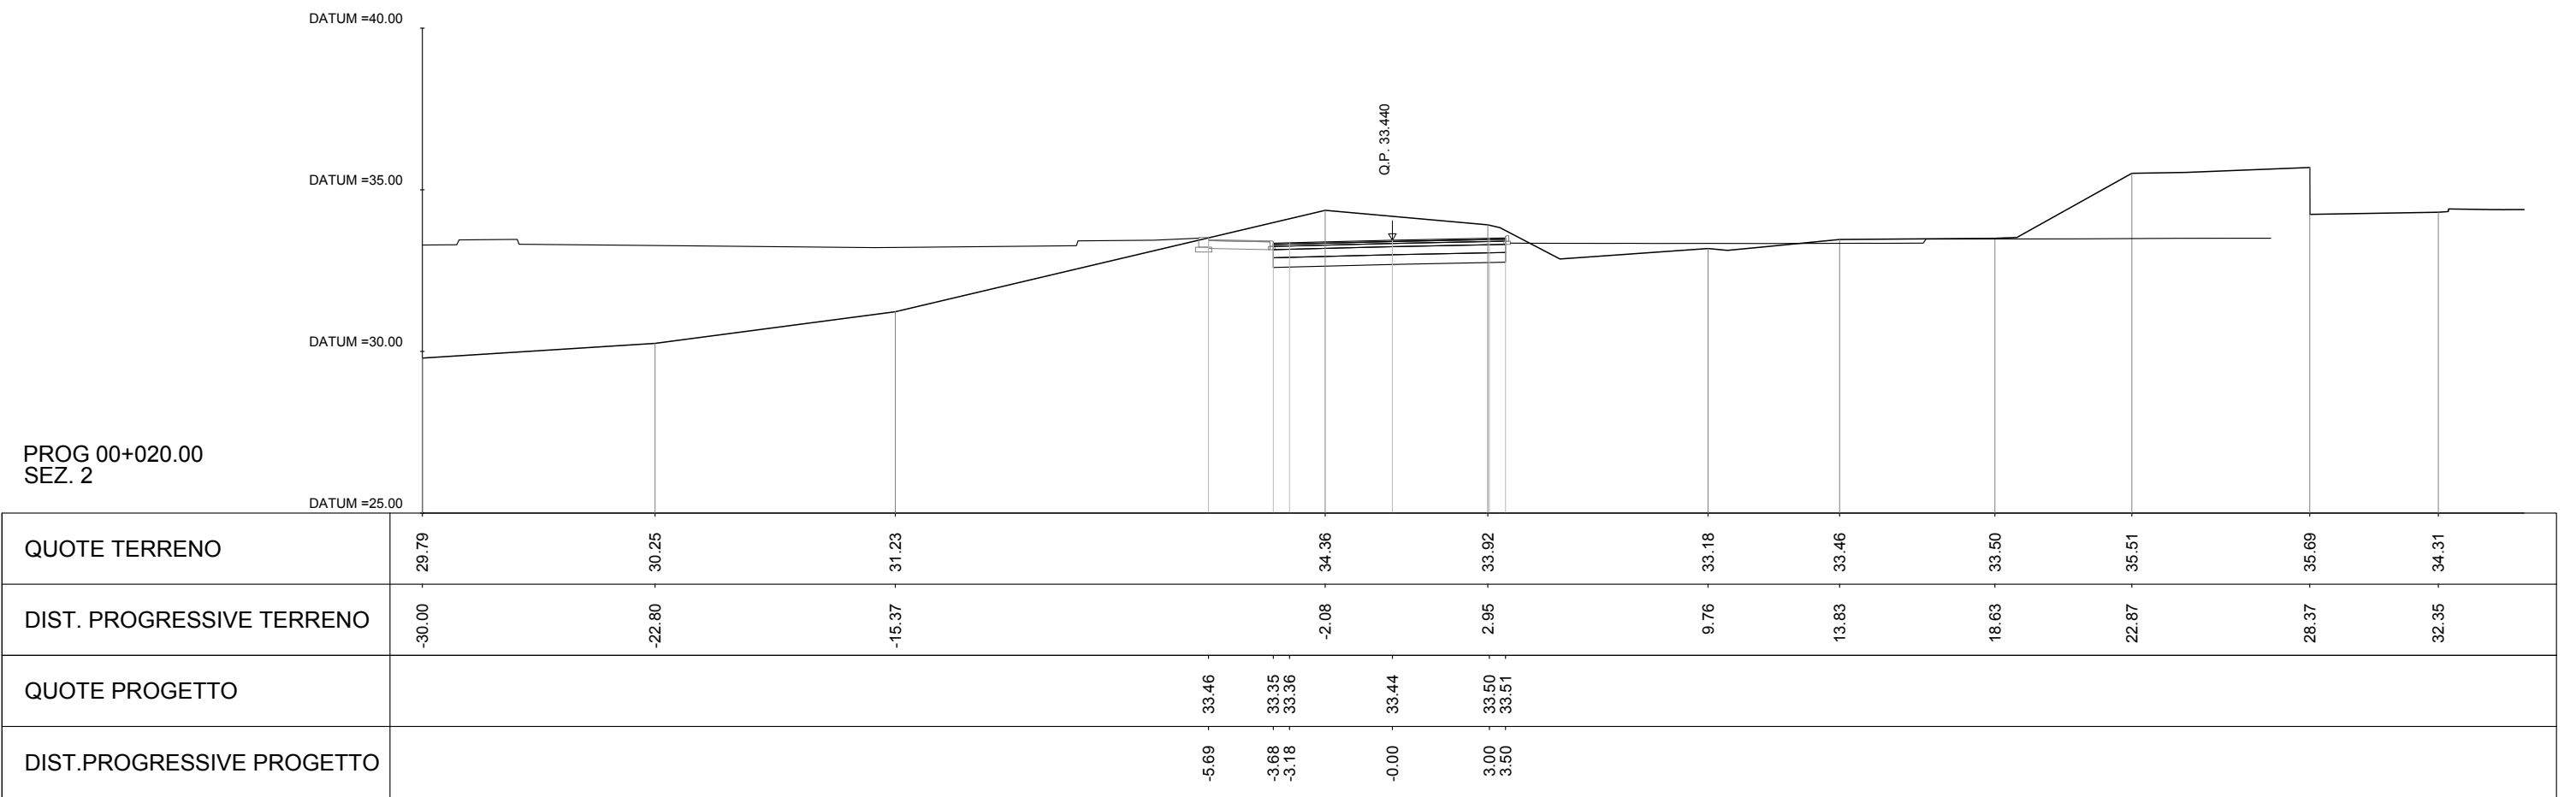 DATUM =40.00
Q.P. 33.440
DATUM =35.00
DATUM =30.00
PROG 00+020.00
SEZ. 2
DATUM =25.00
QUOTE TERRENO 29.79 30.25 31.23 34.36 33.92 33.18 33.46 33.50 35.51 35.69 34.31
DIST. PROGRESSIVE TERRENO -30.00 -22.80 -15.37 -2.08 2.95 9.76 13.83 18.63 22.87 28.37 32.35
QUOTE PROGETTO 33.46 33.35 33.36 33.44 33.50 33.51
DIST.PROGRESSIVE PROGETTO -5.69 -3.68 -3.18 -0.00 3.00 3.50